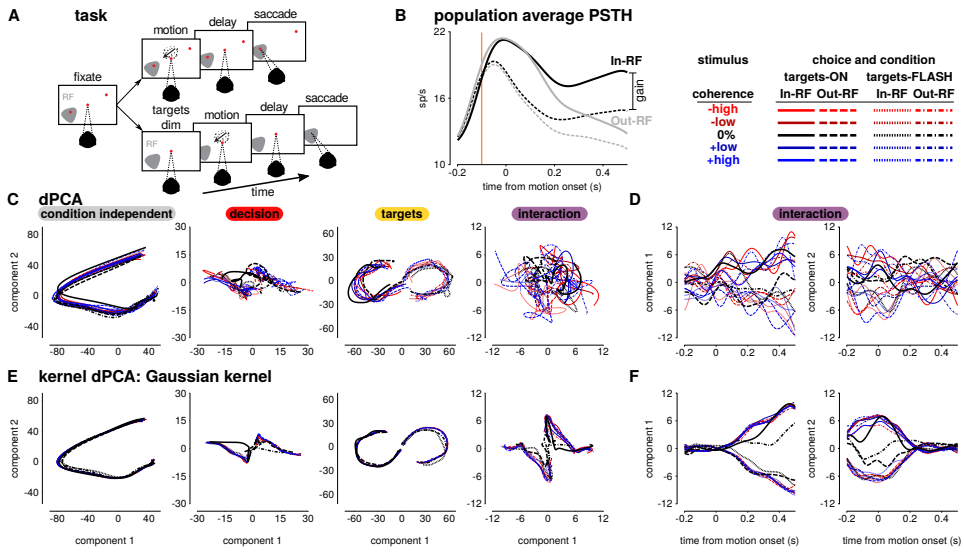 A task
saccade
delay
motion
fixate
RF
targets
dim
motion
delay
saccade
RF
time
B population average PSTH
22
16
10
sp/s
In-RF
gain
Out-RF
-0.2 0 0.2 0.4
time from motion onset (s)
stimulus choice and condition
targets-ON targets-FLASH
coherence In-RF Out-RF In-RF Out-RF
-high
-low
0%
+low
+high
C dPCA
condition independent decision targets interaction
component 2
80
40
0
-40
30
15
0
-15
-30
60
30
0
-30
-60
12
6
0
-6
-12
-80 -40 0 40
-30 -15 0 15 30
-60 -40 -20 0 20 40 60
-12 -6 0 6 12
D interaction
component 1
12
6
0
-6
-12
component 2
12
6
0
-6
-12
-0.2 0 0.2 0.4
-0.2 0 0.2 0.4
E kernel dPCA: Gaussian kernel
component 2
80
40
0
-40
30
15
0
-15
-30
60
30
0
-30
-60
12
6
0
-6
-12
-80 -40 0 40
-30 -15 0 15 30
-60 -40 -20 0 20 40 60
-12 -6 0 6 12
component 1 component 1 component 1 component 1
F
component 1
12
6
0
-6
-12
component 2
12
6
0
-6
-12
-0.2 0 0.2 0.4
-0.2 0 0.2 0.4
time from motion onset (s) time from motion onset (s)